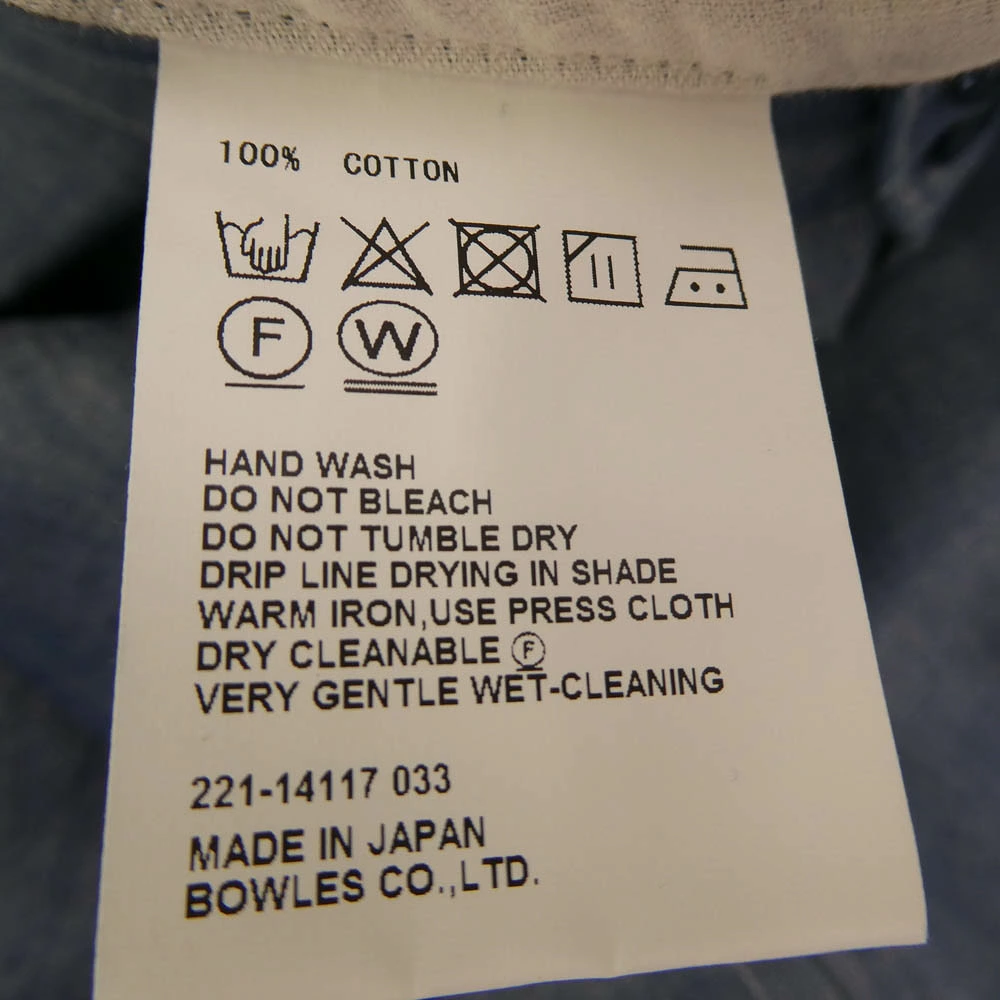 100% COTTON
F W
HAND WASH
DO NOT BLEACH
DO NOT TUMBLE DRY
DRIP LINE DRYING IN SHADE
WARM IRON,USE PRESS CLOTH
DRY CLEANABLE Ⓕ
VERY GENTLE WET-CLEANING
221-14117 033
MADE IN JAPAN
BOWLES CO.,LTD.